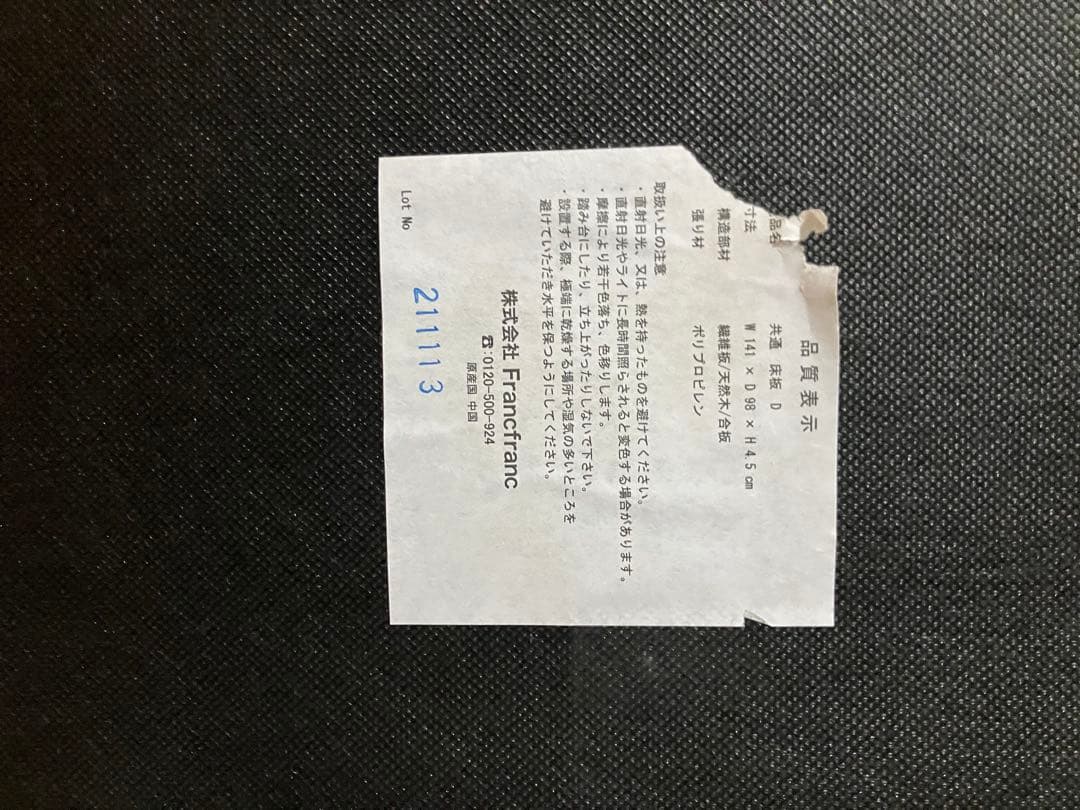 品質表示
品名 共通 床板 D
寸法 W 141 × D 98 × H 4.5 cm
構造部材 繊維板/天然木/合板
張り材 ポリプロピレン
取扱い上の注意
・直射日光、又は、熱を持ったものを避けてください。
・直射日光やライトに長時間照らされると変色する場合があります。
・摩擦により若干色落ち、色移りします。
・踏み台にしたり、立ち上がったりしないで下さい。
・設置する際、極端に乾燥する場所や湿気の多いところを
避けていただき水平を保つようにしてください。
株式会社 Francfranc
☎:0120-500-924
原産国 中国
Lot No 211113